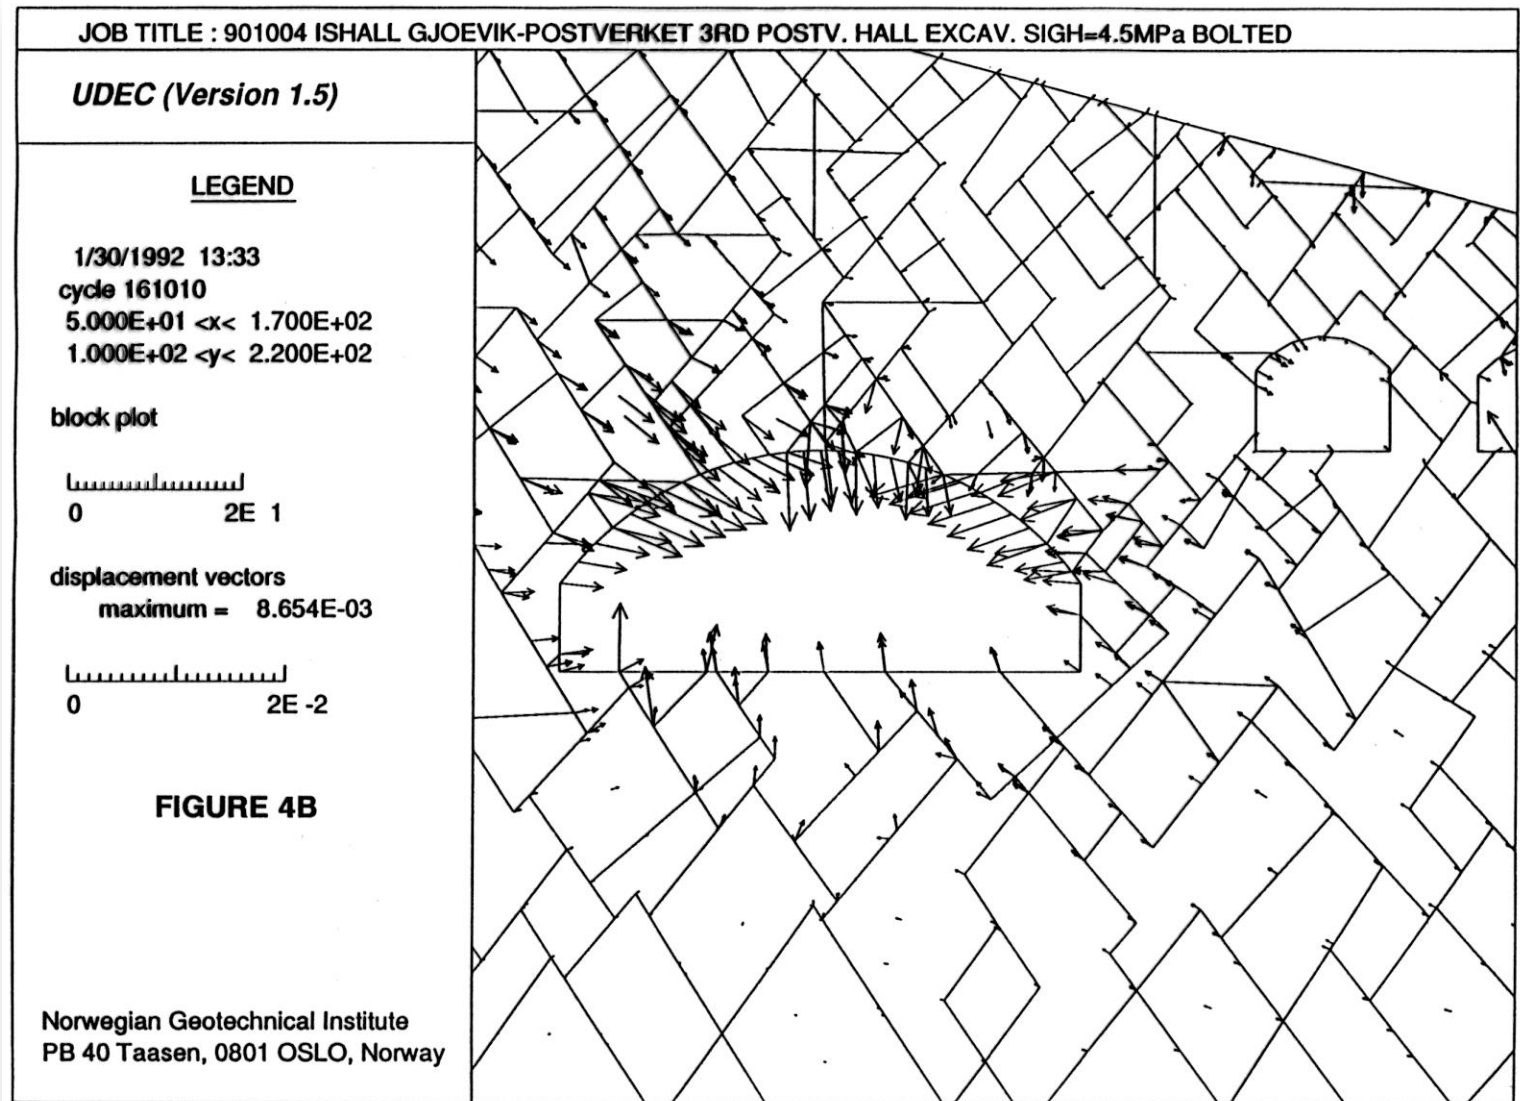 JOB TITLE : 901004 ISHALL GJOEVIK-POSTVERKET 3RD POSTV. HALL EXCAV. SIGH=4.5MPa BOLTED
UDEC (Version 1.5)
LEGEND
1/30/1992 13:33
cycle 161010
5.000E+01 <x< 1.700E+02
1.000E+02 <y< 2.200E+02
block plot
0 2E 1
displacement vectors
maximum = 8.654E-03
0 2E -2
FIGURE 4B
Norwegian Geotechnical Institute
PB 40 Taasen, 0801 OSLO, Norway